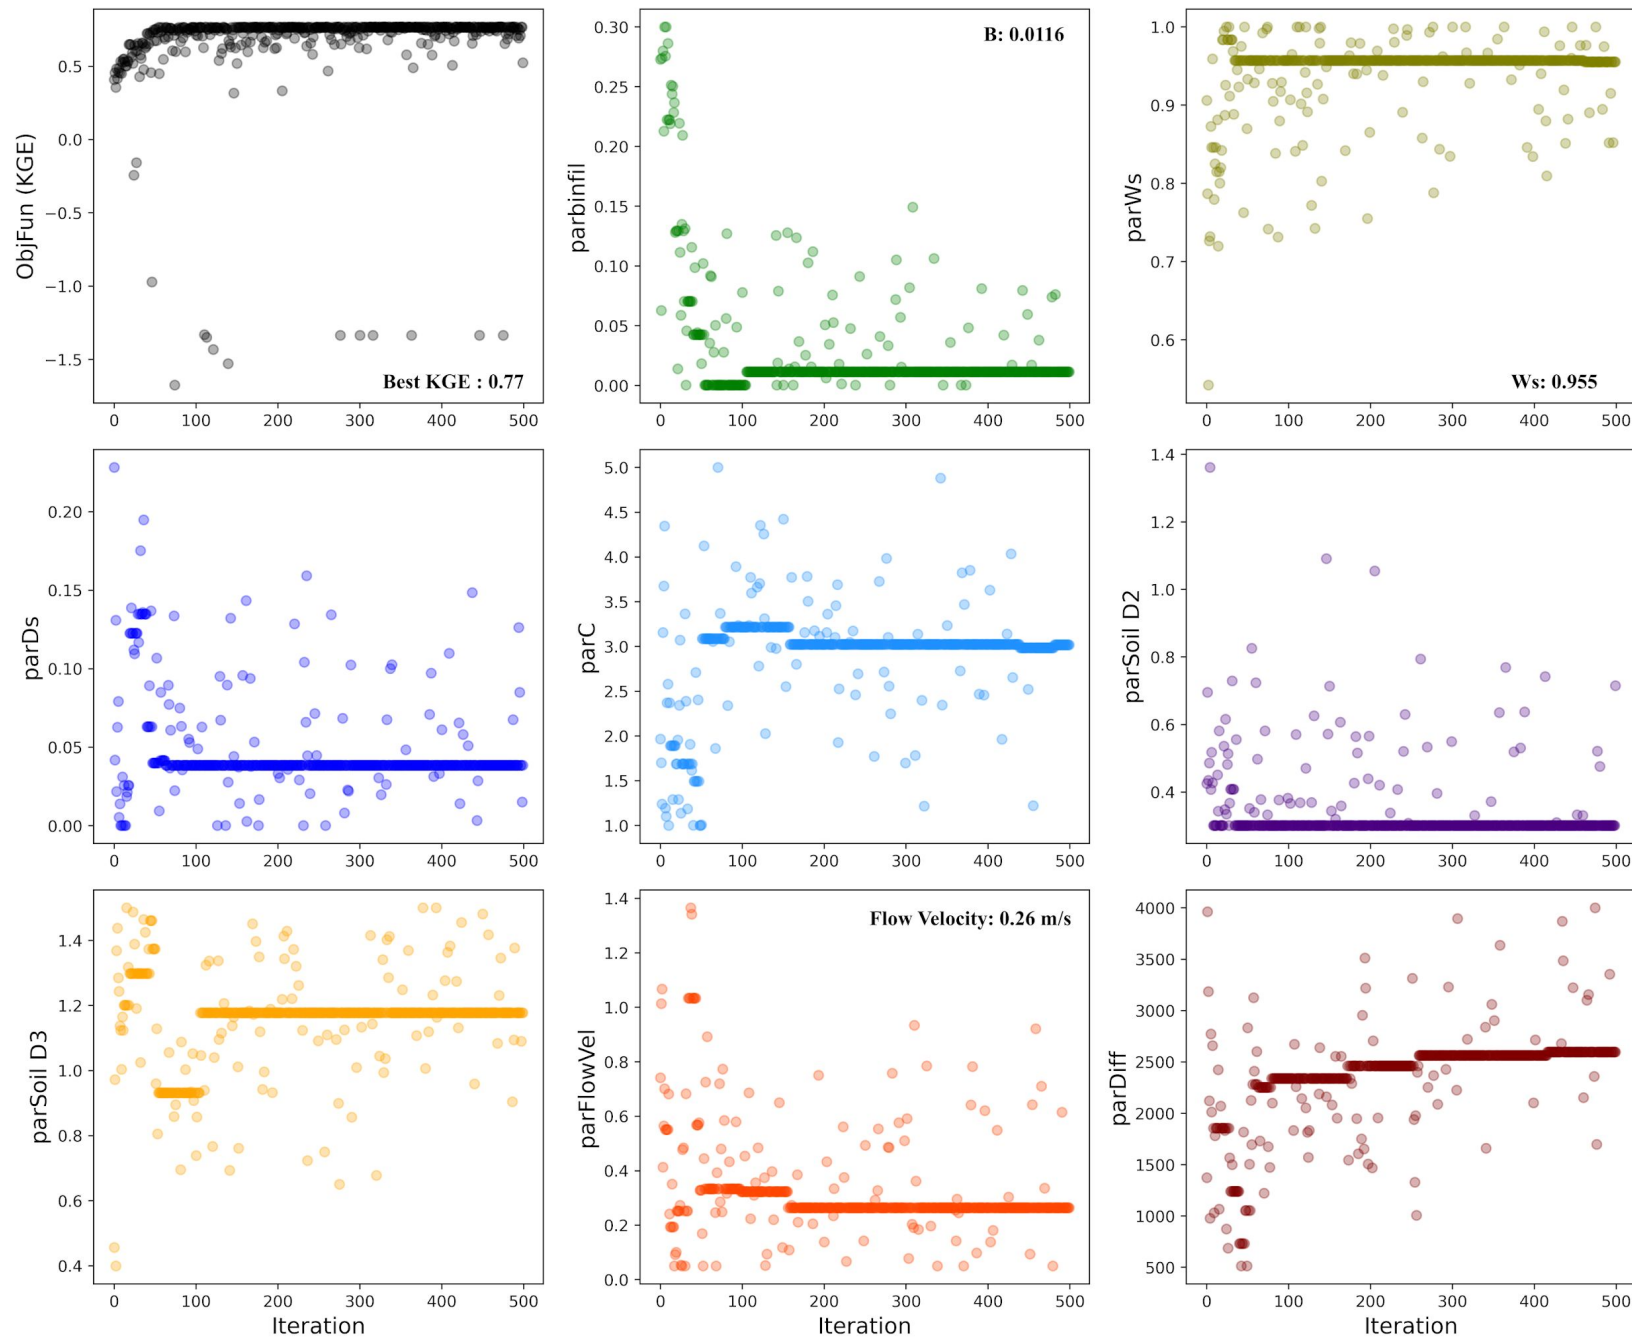 ObjFun (KGE)
0.5
0.0
−0.5
−1.0
−1.5
Best KGE : 0.77
0 100 200 300 400 500
parbinfil
0.30
0.25
0.20
0.15
0.10
0.05
0.00
B: 0.0116
0 100 200 300 400 500
parWs
1.0
0.9
0.8
0.7
0.6
Ws: 0.955
0 100 200 300 400 500
parDs
0.20
0.15
0.10
0.05
0.00
0 100 200 300 400 500
parC
5.0
4.5
4.0
3.5
3.0
2.5
2.0
1.5
1.0
0 100 200 300 400 500
parSoil D2
1.4
1.2
1.0
0.8
0.6
0.4
0 100 200 300 400 500
parSoil D3
1.4
1.2
1.0
0.8
0.6
0.4
0 100 200 300 400 500
Iteration
parFlowVel
1.4
1.2
1.0
0.8
0.6
0.4
0.2
0.0
Flow Velocity: 0.26 m/s
0 100 200 300 400 500
Iteration
parDiff
4000
3500
3000
2500
2000
1500
1000
500
0 100 200 300 400 500
Iteration